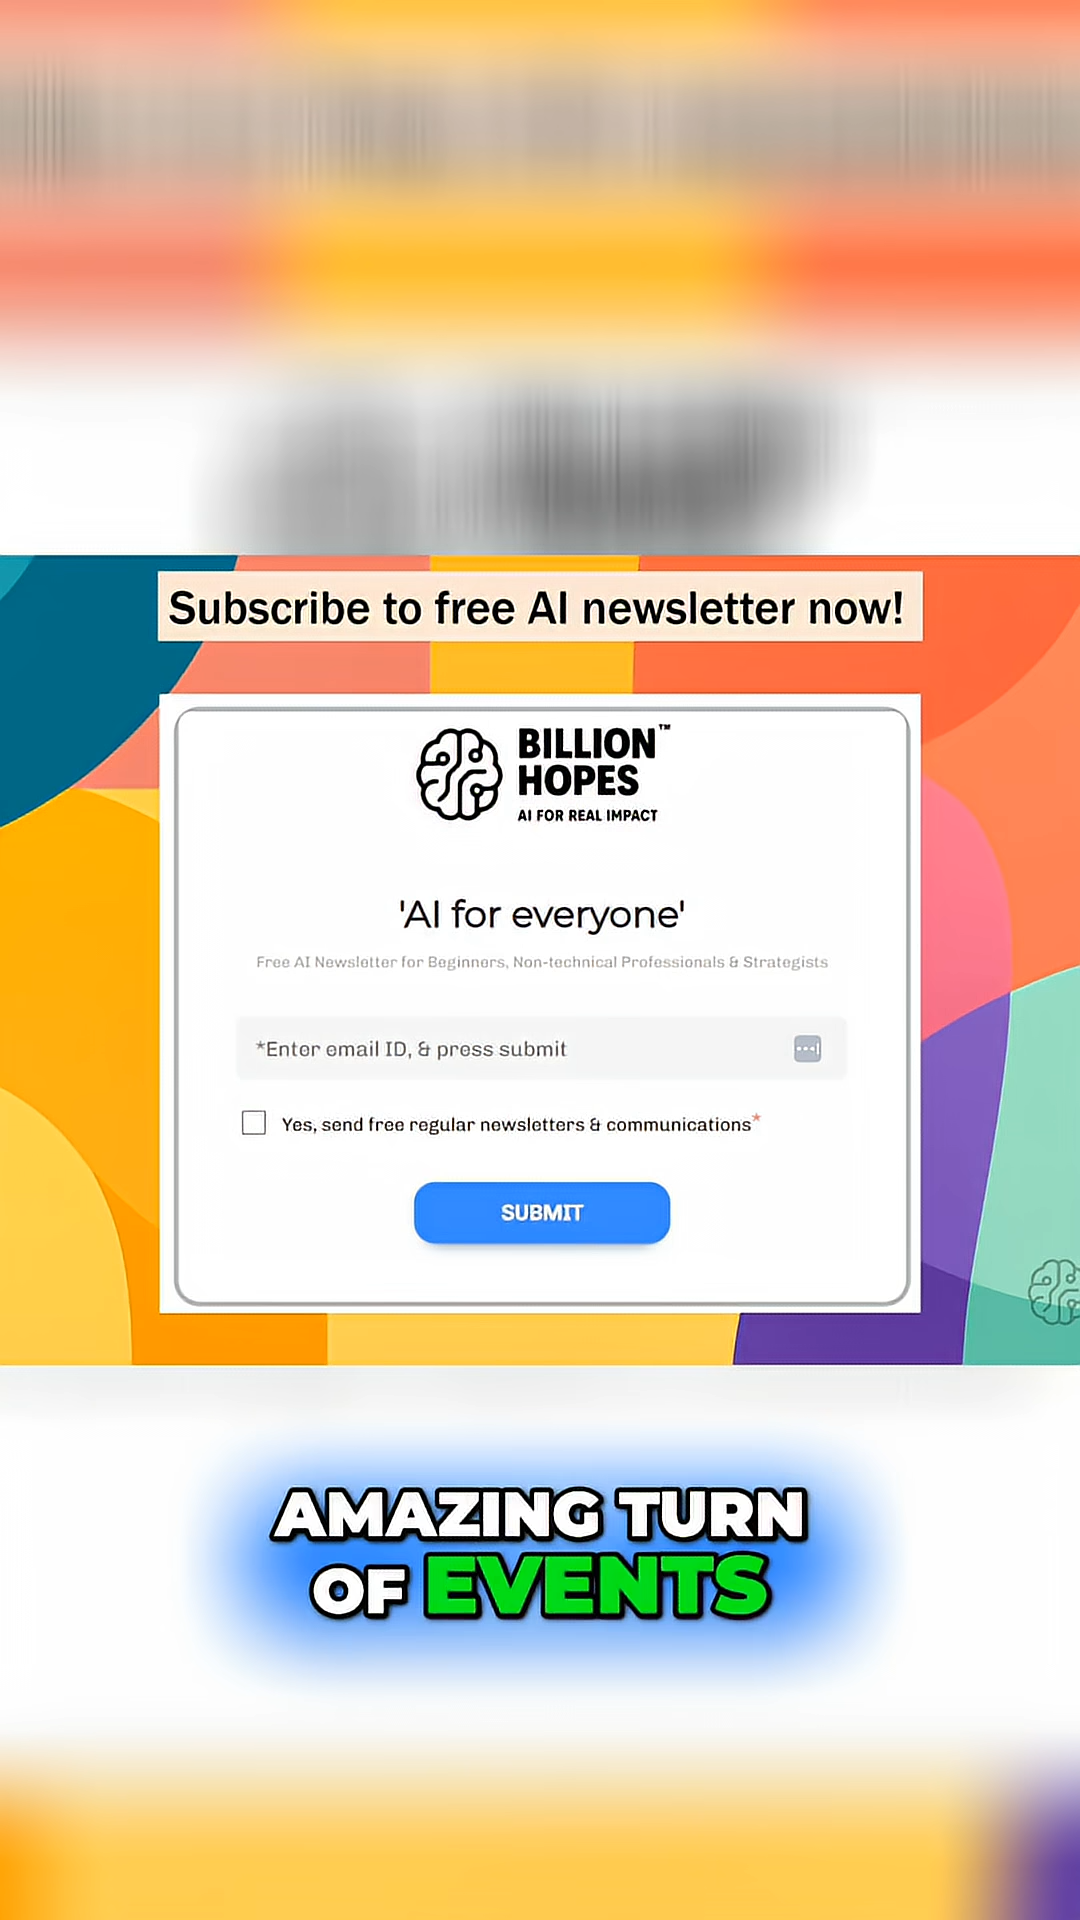 Subscribe to free AI newsletter now!
BILLION™
HOPES
AI FOR REAL IMPACT
'AI for everyone'
Free AI Newsletter for Beginners, Non-technical Professionals & Strategists
*Enter email ID, & press submit
Yes, send free regular newsletters & communications*
SUBMIT
AMAZING TURN
OF EVENTS